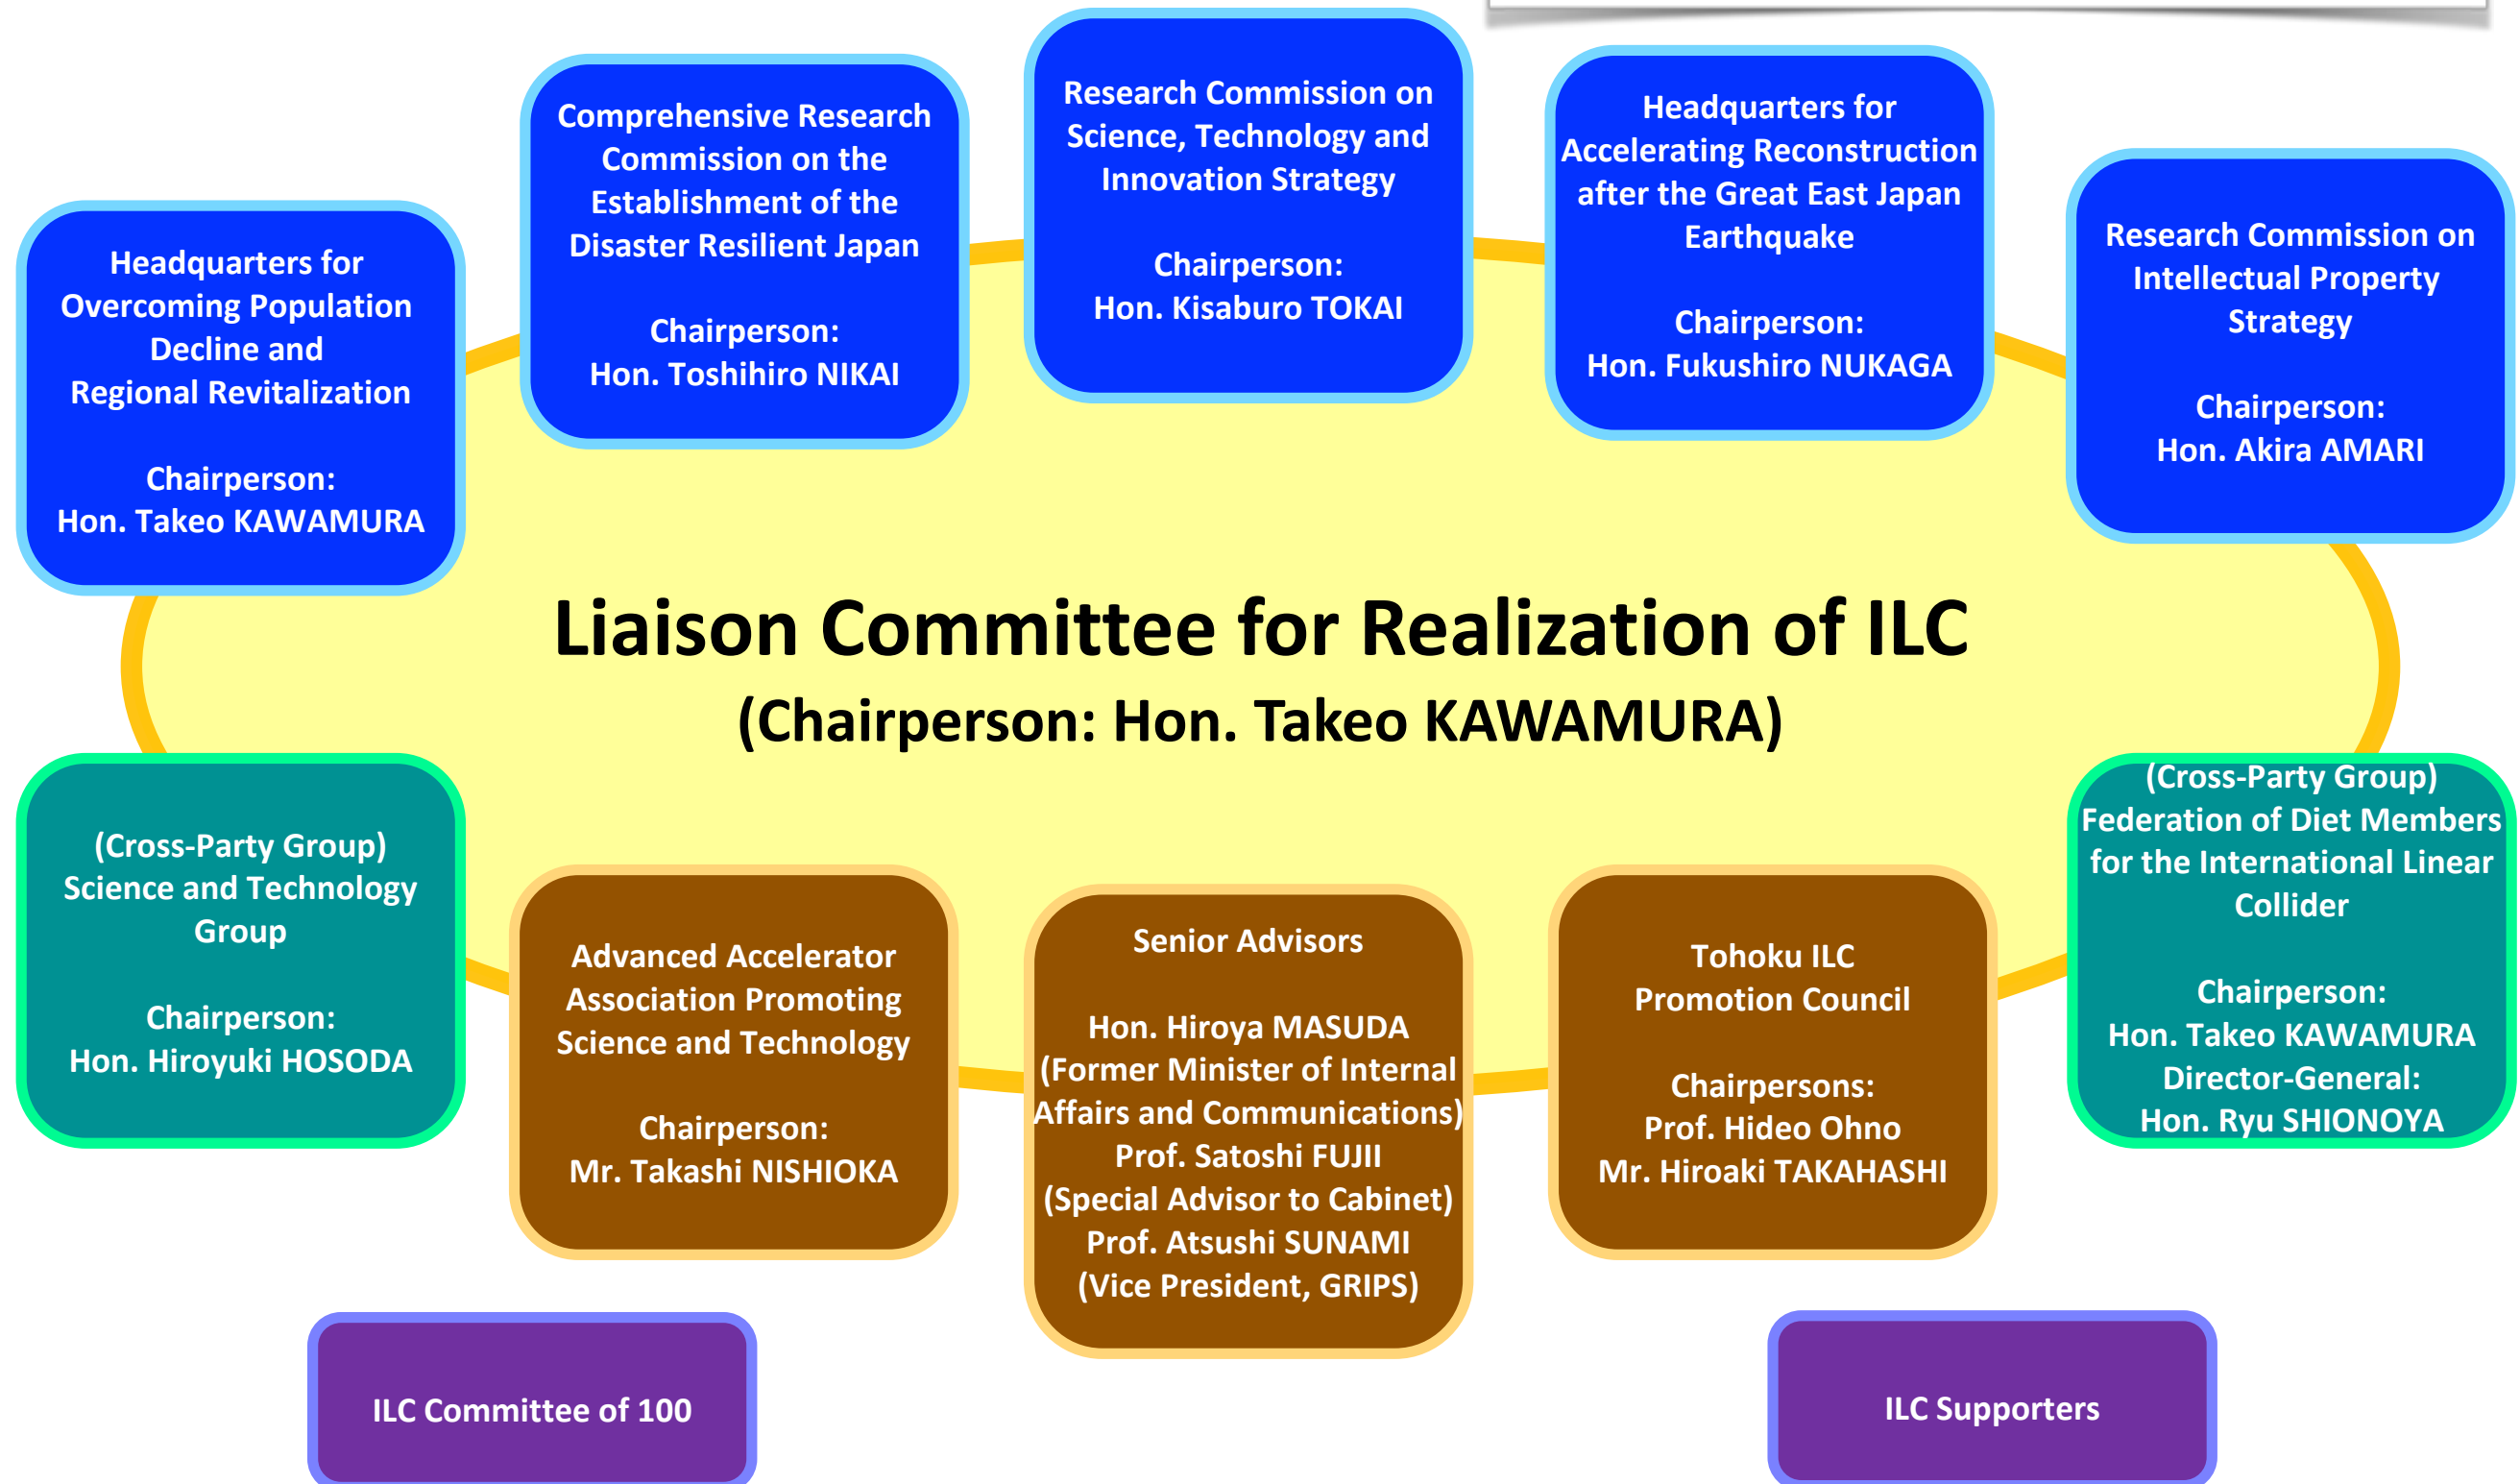 Headquarters for
Overcoming Population
Decline and
Regional Revitalization
Chairperson:
Hon. Takeo KAWAMURA
Comprehensive Research
Commission on the
Establishment of the
Disaster Resilient Japan
Chairperson:
Hon. Toshihiro NIKAI
Research Commission on
Science, Technology and
Innovation Strategy
Chairperson:
Hon. Kisaburo TOKAI
Headquarters for
Accelerating Reconstruction
after the Great East Japan
Earthquake
Chairperson:
Hon. Fukushiro NUKAGA
Research Commission on
Intellectual Property
Strategy
Chairperson:
Hon. Akira AMARI
Liaison Committee for Realization of ILC
(Chairperson: Hon. Takeo KAWAMURA)
(Cross-Party Group)
Science and Technology
Group
Chairperson:
Hon. Hiroyuki HOSODA
Advanced Accelerator
Association Promoting
Science and Technology
Chairperson:
Mr. Takashi NISHIOKA
Senior Advisors
Hon. Hiroya MASUDA
(Former Minister of Internal
Affairs and Communications)
Prof. Satoshi FUJII
(Special Advisor to Cabinet)
Prof. Atsushi SUNAMI
(Vice President, GRIPS)
Tohoku ILC
Promotion Council
Chairpersons:
Prof. Hideo Ohno
Mr. Hiroaki TAKAHASHI
(Cross-Party Group)
Federation of Diet Members
for the International Linear
Collider
Chairperson:
Hon. Takeo KAWAMURA
Director-General:
Hon. Ryu SHIONOYA
ILC Committee of 100
ILC Supporters